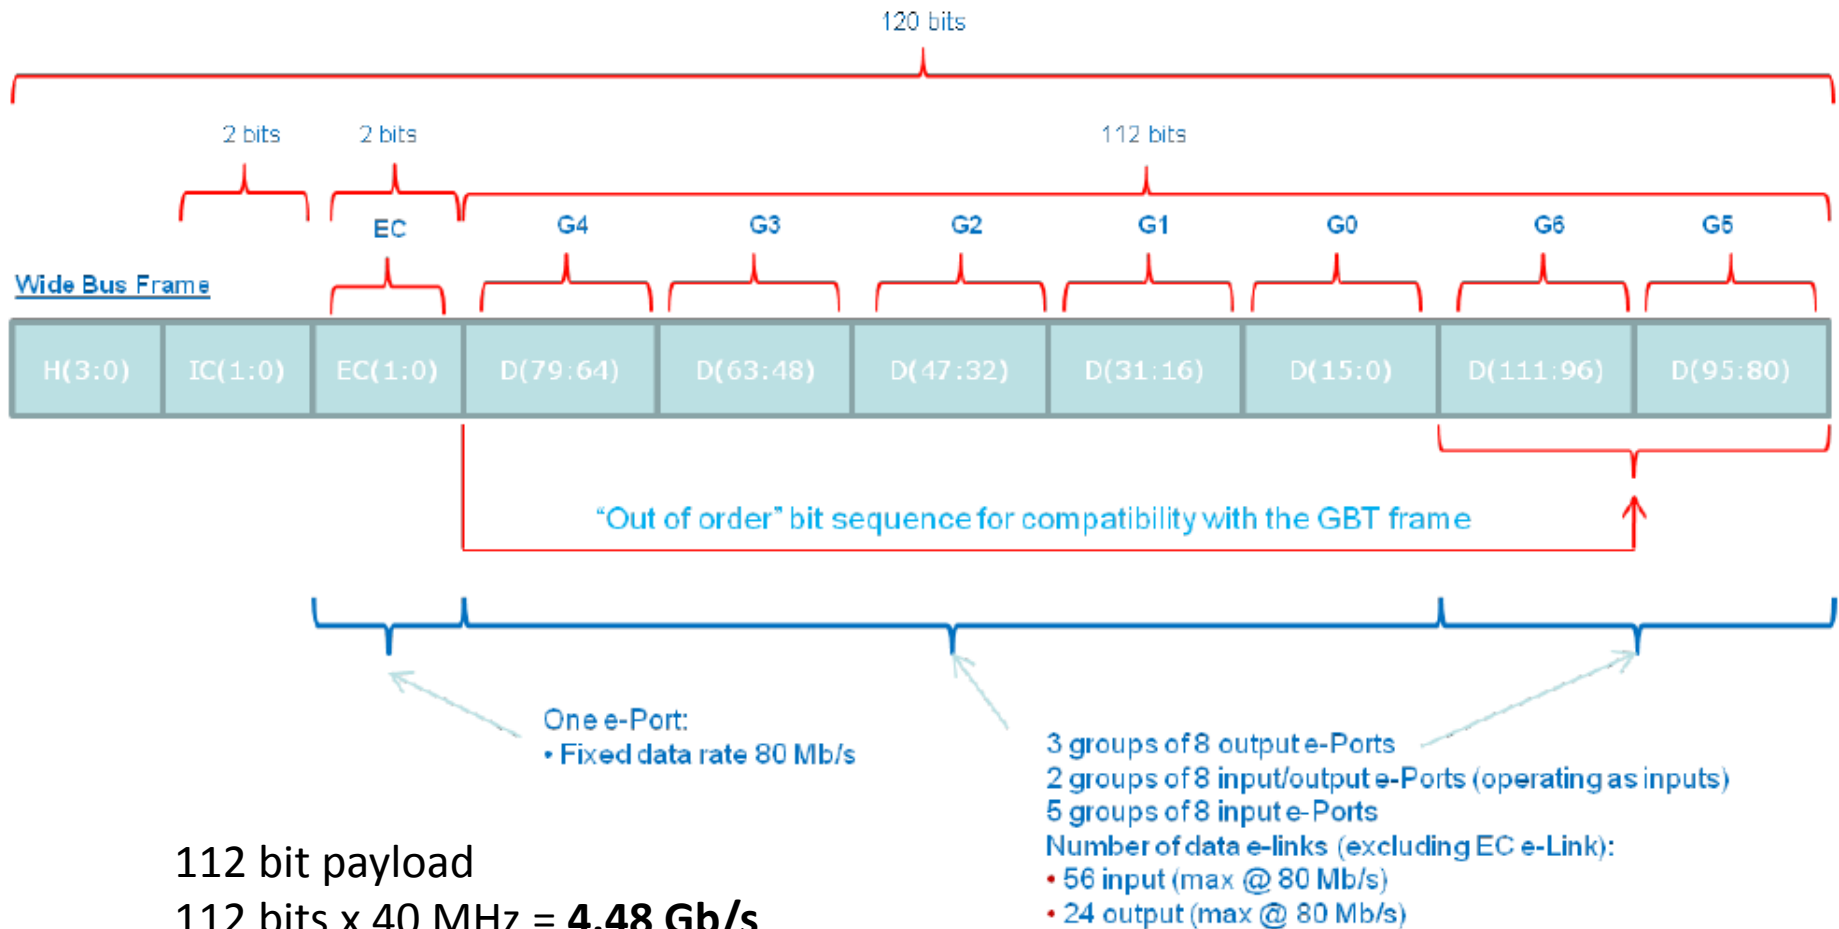 120 bits
2 bits 2 bits 112 bits
EC G4 G3 G2 G1 G0 G6 G5
Wide Bus Frame
H(3:0) IC(1:0) EC(1:0) D(79:64) D(63:48) D(47:32) D(31:16) D(15:0) D(111:96) D(95:80)
"Out of order" bit sequence for compatibility with the GBT frame
One e-Port:
• Fixed data rate 80 Mb/s
3 groups of 8 output e-Ports
2 groups of 8 input/output e-Ports (operating as inputs)
5 groups of 8 input e-Ports
Number of data e-links (excluding EC e-Link):
• 56 input (max @ 80 Mb/s)
• 24 output (max @ 80 Mb/s)
112 bit payload
112 bits x 40 MHz = 4.48 Gb/s